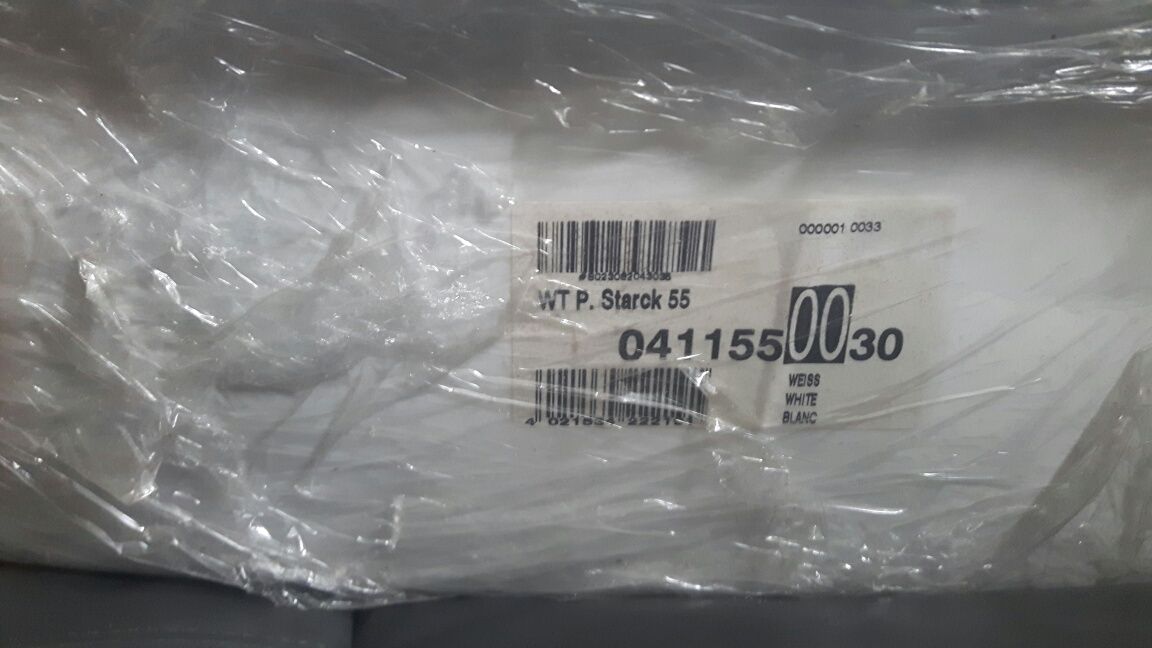 000001 0033
WT P. Starck 55
0411550030
WEISS
WHITE
BLANC